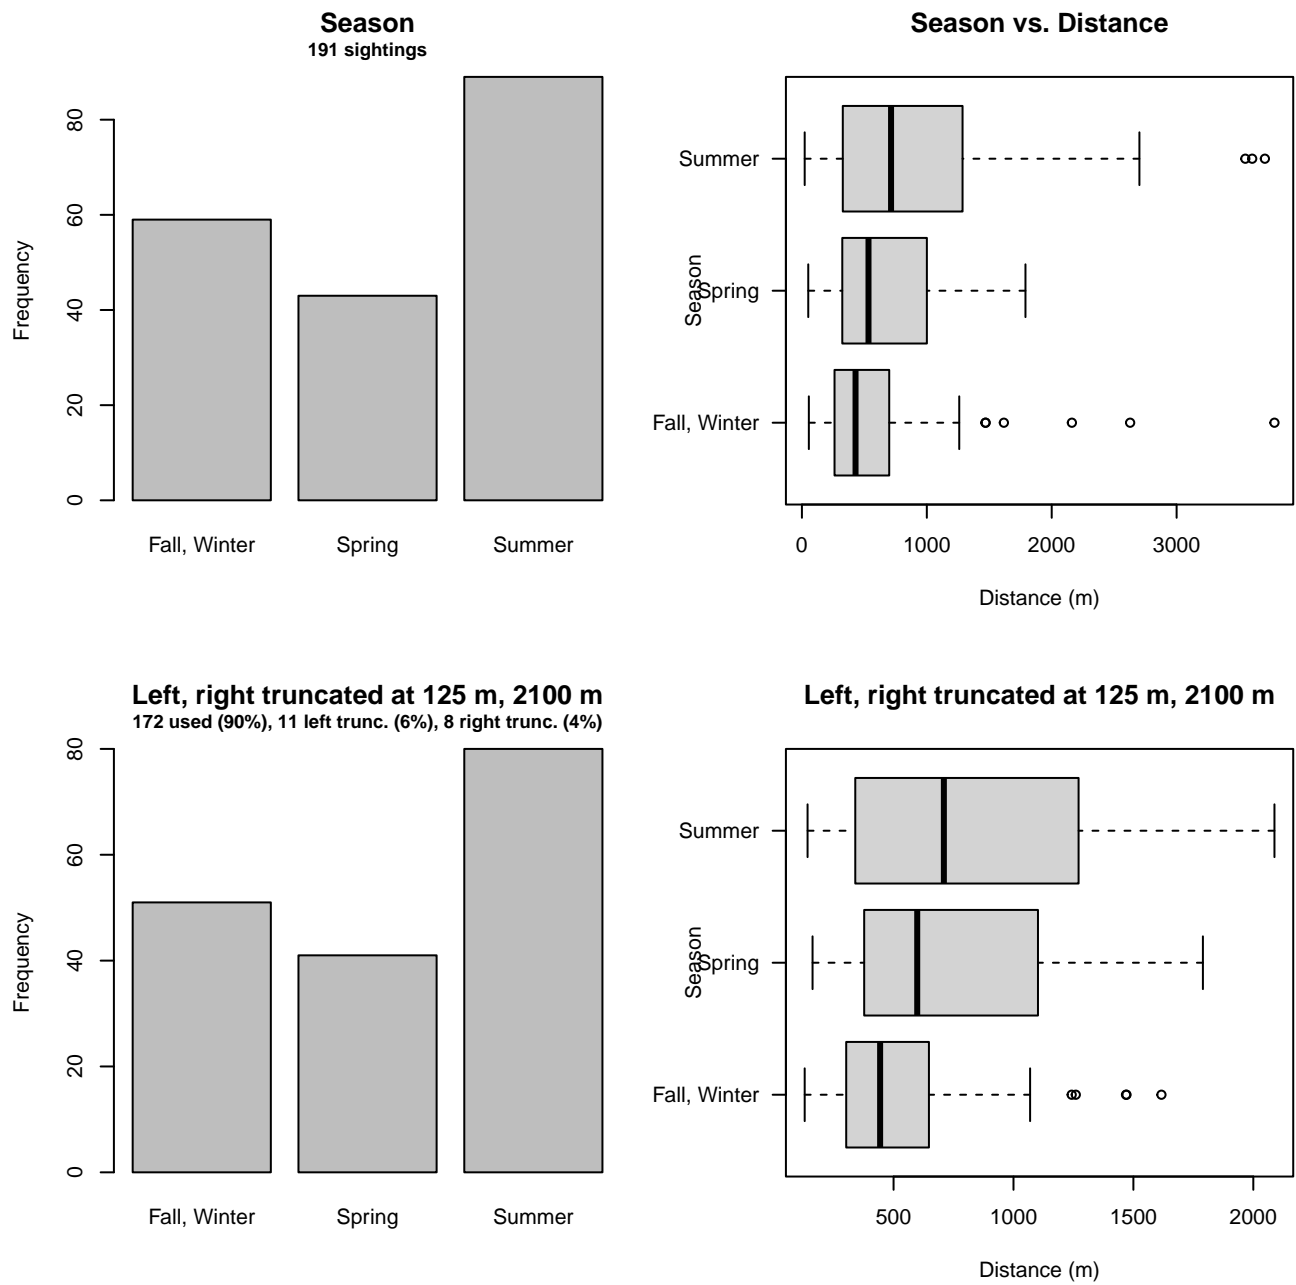 Season
191 sightings
Frequency
0
20
40
60
80
Fall, Winter
Spring
Summer
Season vs. Distance
Season
Summer
Spring
Fall, Winter
0 1000 2000 3000
Distance (m)
Left, right truncated at 125 m, 2100 m
172 used (90%), 11 left trunc. (6%), 8 right trunc. (4%)
Frequency
0
20
40
60
80
Fall, Winter
Spring
Summer
Left, right truncated at 125 m, 2100 m
Season
Summer
Spring
Fall, Winter
500 1000 1500 2000
Distance (m)